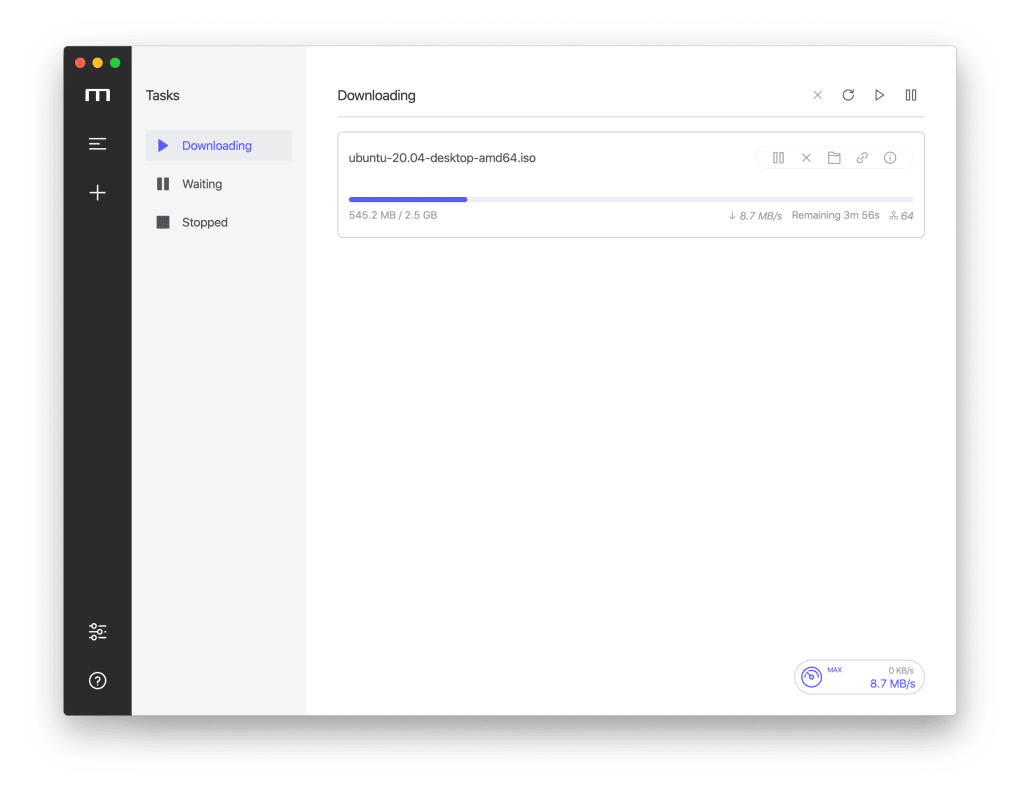 m
Tasks
Downloading
Waiting
Stopped
Downloading
ubuntu-20.04-desktop-amd64.iso
545.2 MB / 2.5 GB
↓ 8.7 MB/s Remaining 3m 56s 64
MAX 0 KB/s
8.7 MB/s